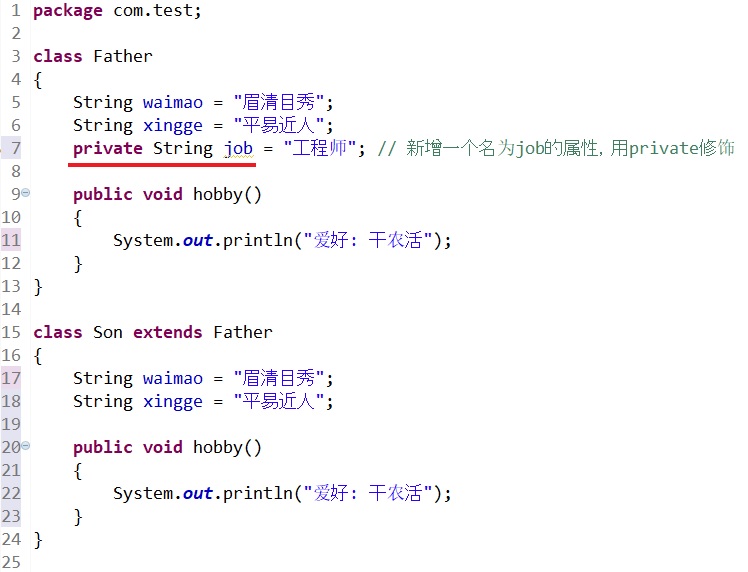 1 package com.test;
2
3 class Father
4 {
5     String waimao = "眉清目秀";
6     String xingge = "平易近人";
7     private String job = "工程师"; // 新增一个名为job的属性, 用private修饰
8
9     public void hobby()
10     {
11         System.out.println("爱好: 干农活");
12     }
13 }
14
15 class Son extends Father
16 {
17     String waimao = "眉清目秀";
18     String xingge = "平易近人";
19
20     public void hobby()
21     {
22         System.out.println("爱好: 干农活");
23     }
24 }
25